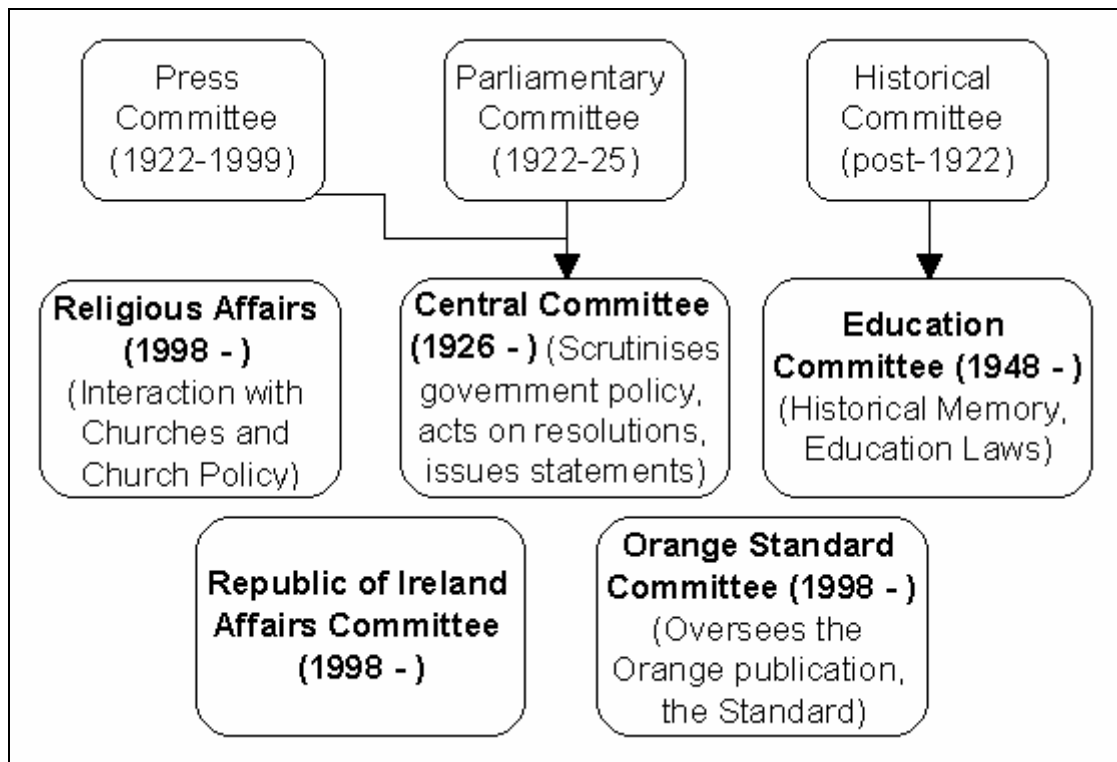 Press
Committee
(1922-1999)
Parliamentary
Committee
(1922-25)
Historical
Committee
(post-1922)
Religious Affairs
(1998 - )
(Interaction with
Churches and
Church Policy)
Central Committee
(1926 - ) (Scrutinises
government policy,
acts on resolutions,
issues statements)
Education
Committee (1948 - )
(Historical Memory,
Education Laws)
Republic of Ireland
Affairs Committee
(1998 - )
Orange Standard
Committee (1998 - )
(Oversees the
Orange publication,
the Standard)